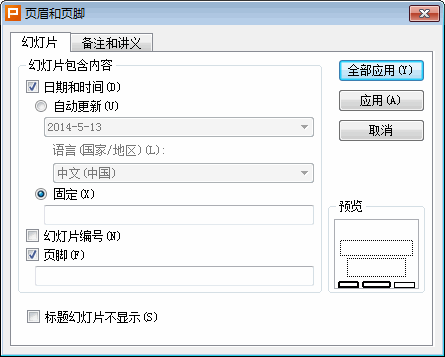 P 页眉和页脚
幻灯片 备注和讲义
幻灯片包含内容
日期和时间(D)
自动更新(U)
2014-5-13
语言(国家/地区)(L):
中文(中国)
固定(X)
幻灯片编号(N)
页脚(F)
标题幻灯片不显示(S)
全部应用(Y)
应用(A)
取消
预览